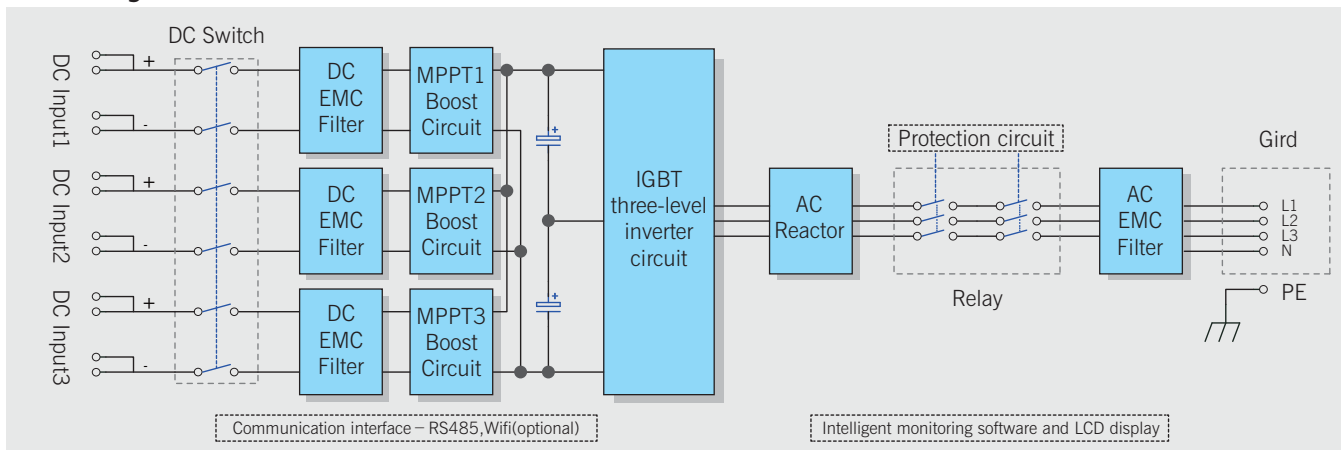 DC Switch
DC Input1
+
-
DC Input2
+
-
DC Input3
+
-
DC
EMC
Filter
MPPT1
Boost
Circuit
DC
EMC
Filter
MPPT2
Boost
Circuit
DC
EMC
Filter
MPPT3
Boost
Circuit
+
+
IGBT
three-level
inverter
circuit
AC
Reactor
Protection circuit
Relay
AC
EMC
Filter
Gird
L1
L2
L3
N
PE
Communication interface – RS485,Wifi(optional)
Intelligent monitoring software and LCD display